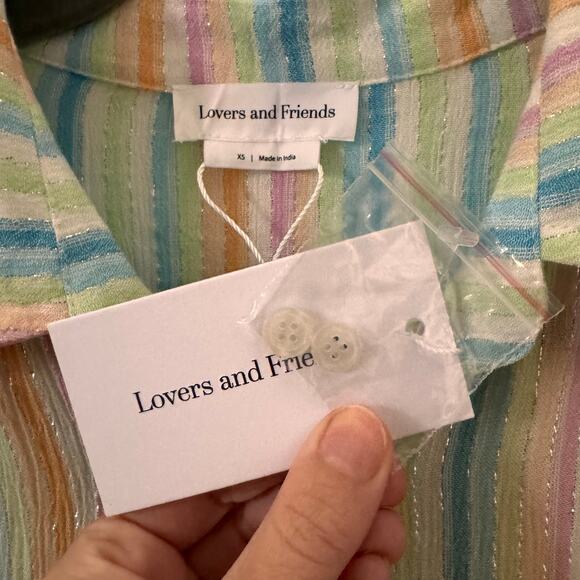 Lovers and Friends
XS | Made in India
Lovers and Frie